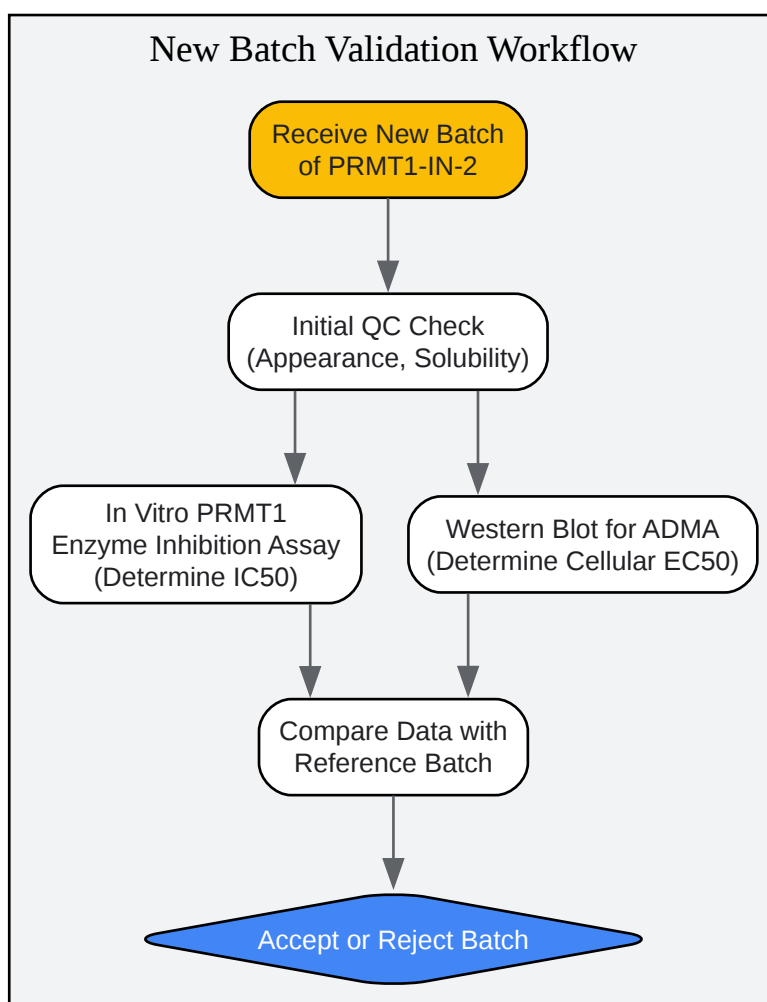 New Batch Validation Workflow
Receive New Batch
of PRMT1-IN-2
Initial QC Check
(Appearance, Solubility)
In Vitro PRMT1
Enzyme Inhibition Assay
(Determine IC50)
Western Blot for ADMA
(Determine Cellular EC50)
Compare Data with
Reference Batch
Accept or Reject Batch